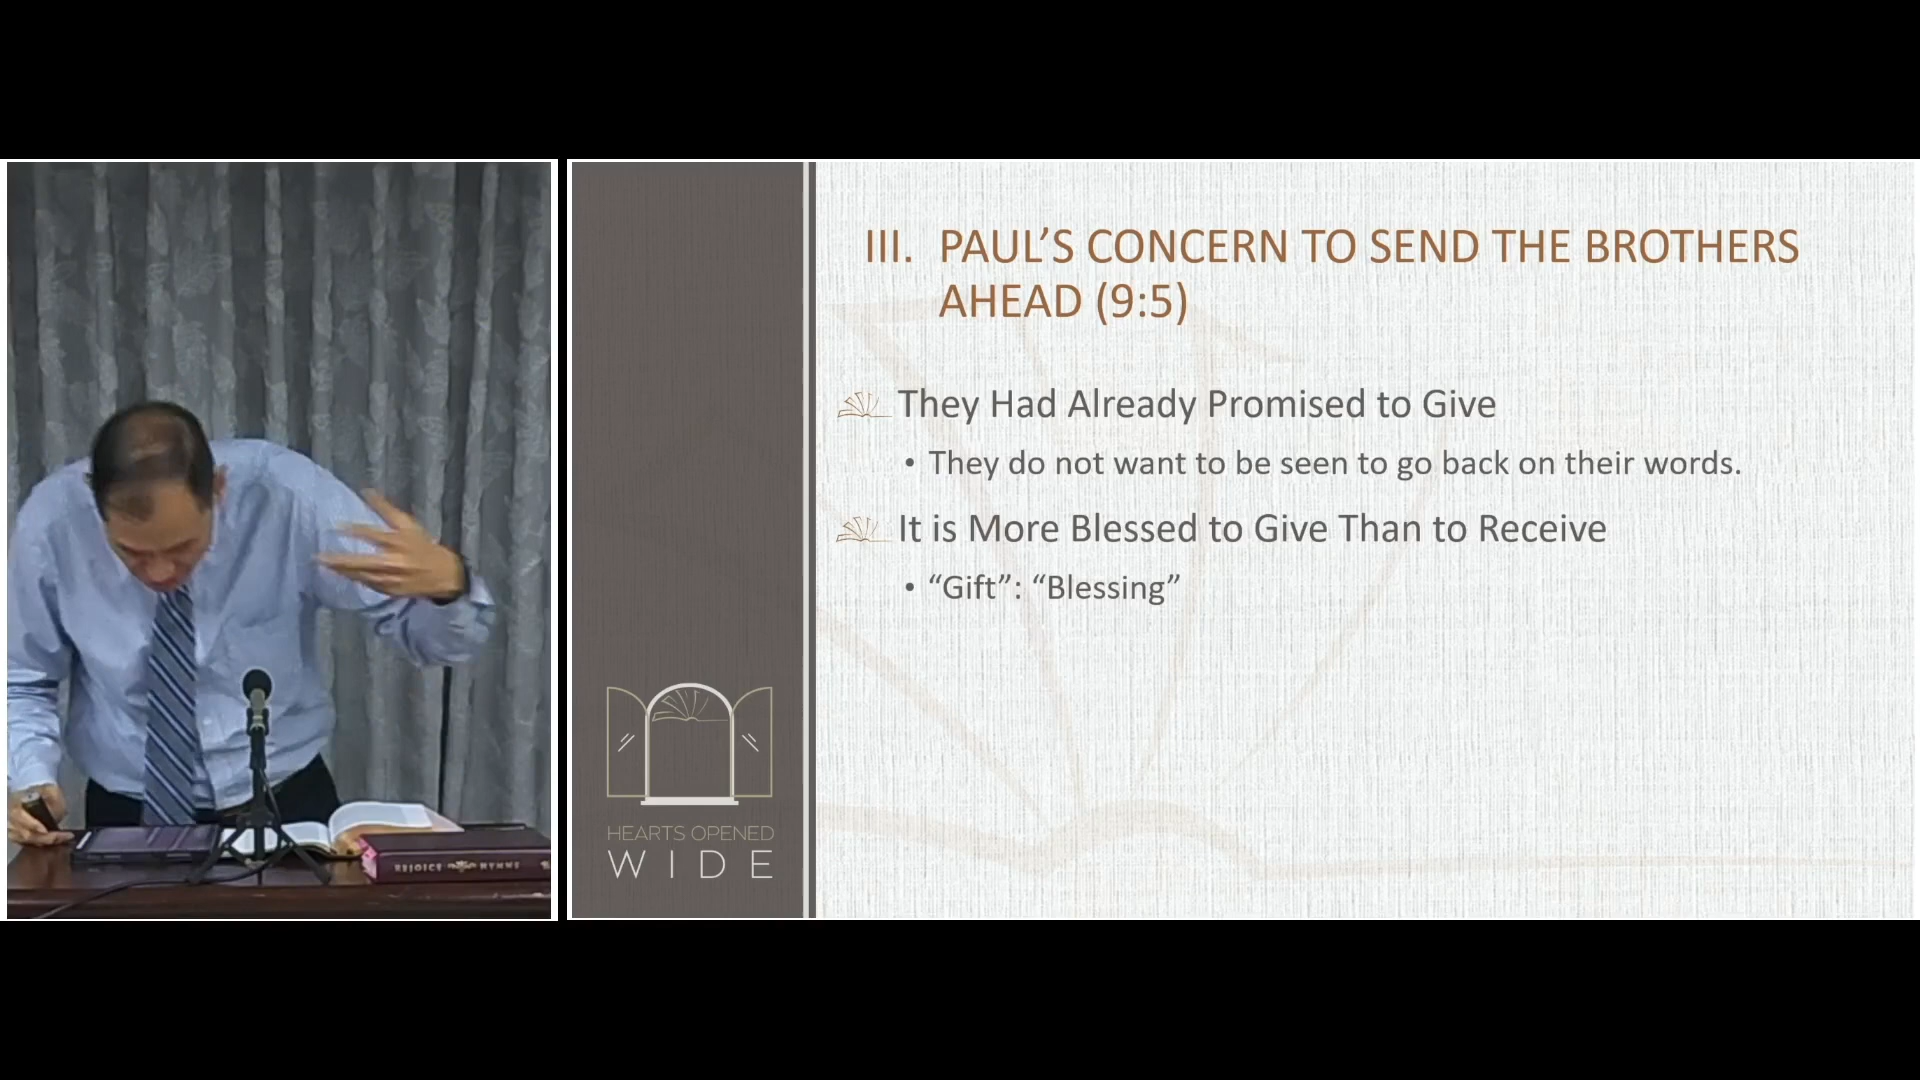 III. PAUL’S CONCERN TO SEND THE BROTHERS
AHEAD (9:5)
They Had Already Promised to Give
• They do not want to be seen to go back on their words.
It is More Blessed to Give Than to Receive
• “Gift”: “Blessing”
HEARTS OPENED
WIDE
REJOICE HYMNS